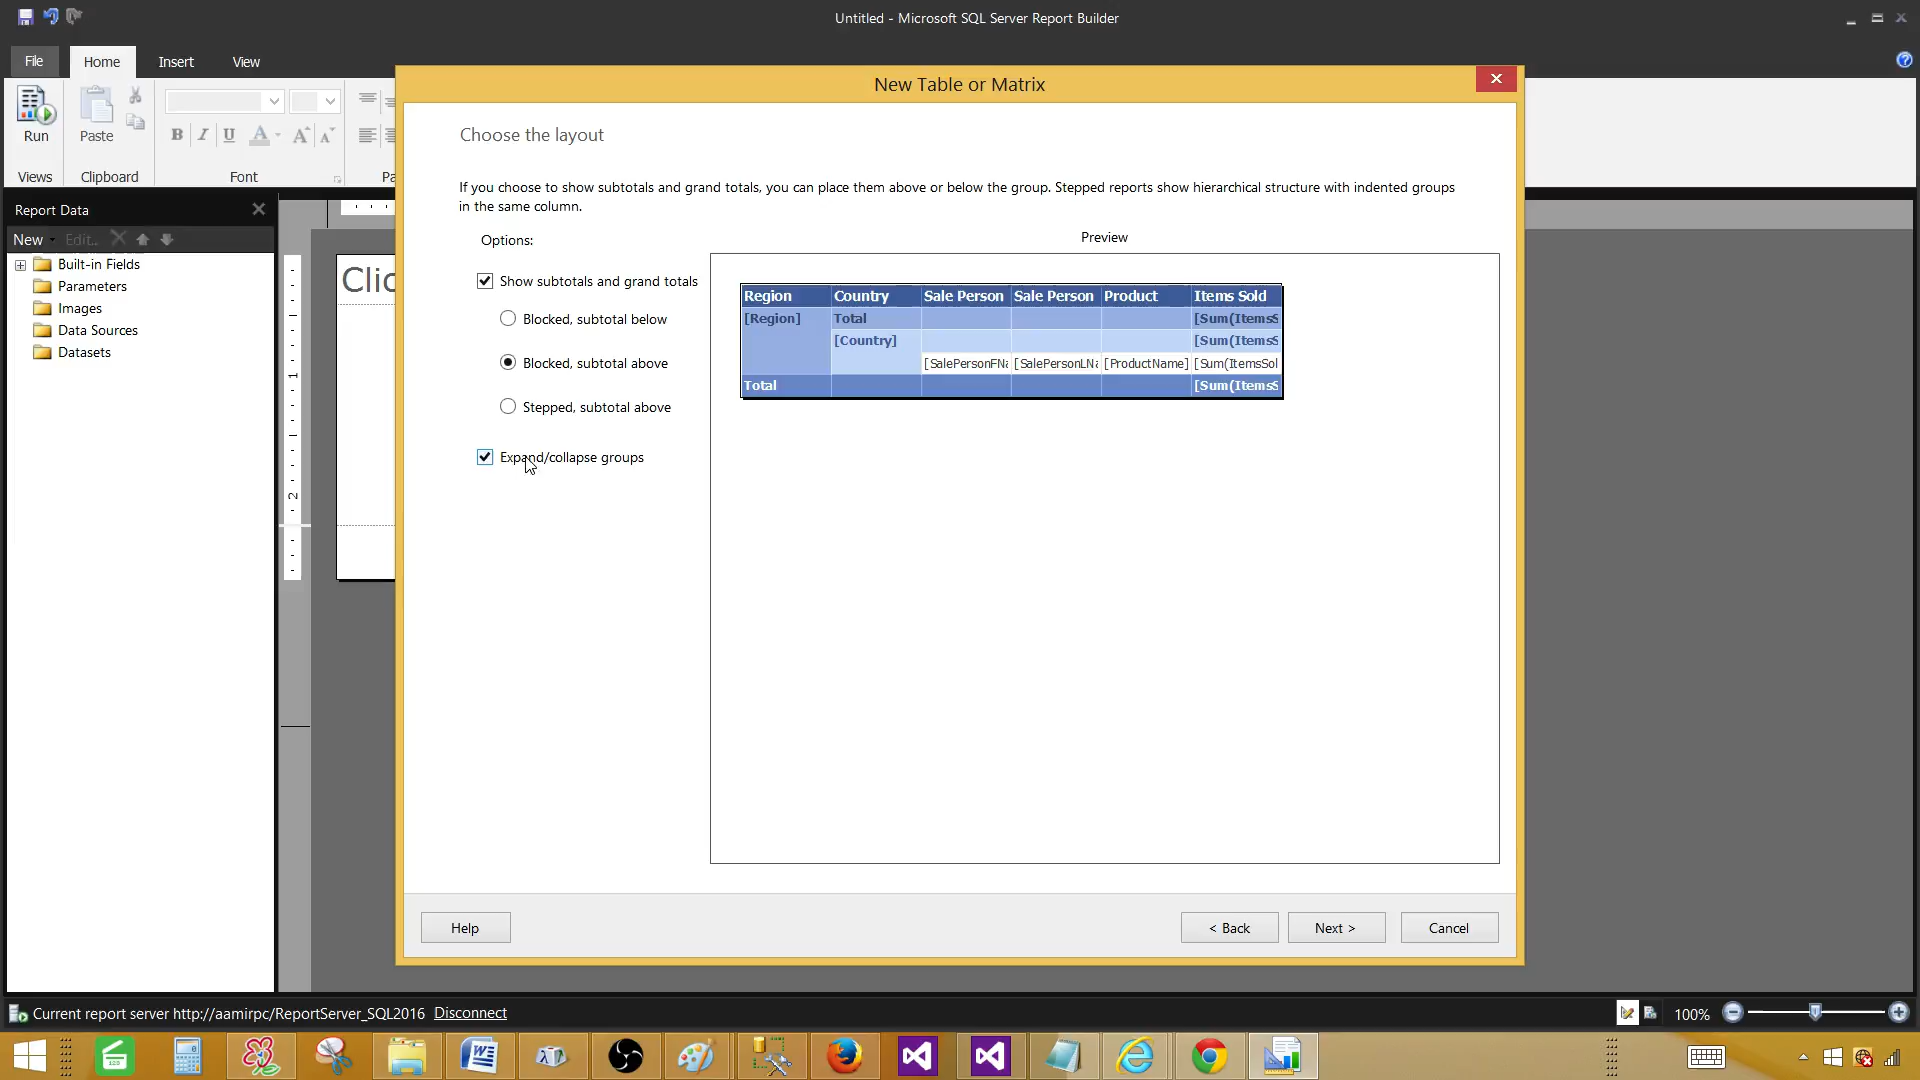 Untitled - Microsoft SQL Server Report Builder
File
Home
Insert
View
Run
Paste
B I U A A A
Views
Clipboard
Font
Pa
Report Data
New
Edit..
Built-in Fields
Parameters
Images
Data Sources
Datasets
Clic
1
2
New Table or Matrix
Choose the layout
If you choose to show subtotals and grand totals, you can place them above or below the group. Stepped reports show hierarchical structure with indented groups
in the same column.
Options:
Preview
Show subtotals and grand totals
Blocked, subtotal below
Blocked, subtotal above
Stepped, subtotal above
Expand/collapse groups
Region Country Sale Person Sale Person Product Items Sold
[Region] Total [Sum(ItemsS
[Country] [Sum(ItemsS
[SalePersonFNa [SalePersonLNa [ProductName] [Sum(ItemsSol
Total [Sum(ItemsS
Help
< Back
Next >
Cancel
Current report server http://aamirpc/ReportServer_SQL2016 Disconnect
100%